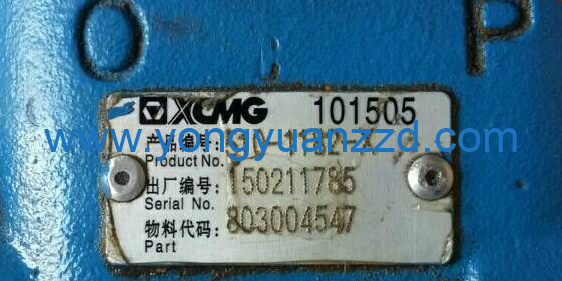 O : P
XCMG 101505
www.yongyuanzzd.com
产品编号:
Product No.
出厂编号: 150211785
Serial No.
物料代码: 803004547
Part